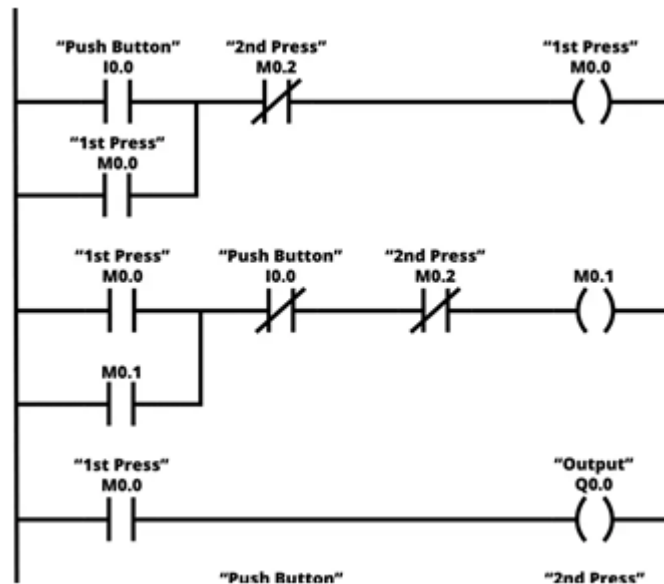 “Push Button” “2nd Press” “1st Press”
I0.0 M0.2 M0.0
“1st Press”
M0.0
“1st Press” “Push Button” “2nd Press”
M0.0 I0.0 M0.2 M0.1
M0.1
“1st Press” “Output”
M0.0 Q0.0
“Push Button” “2nd Press”